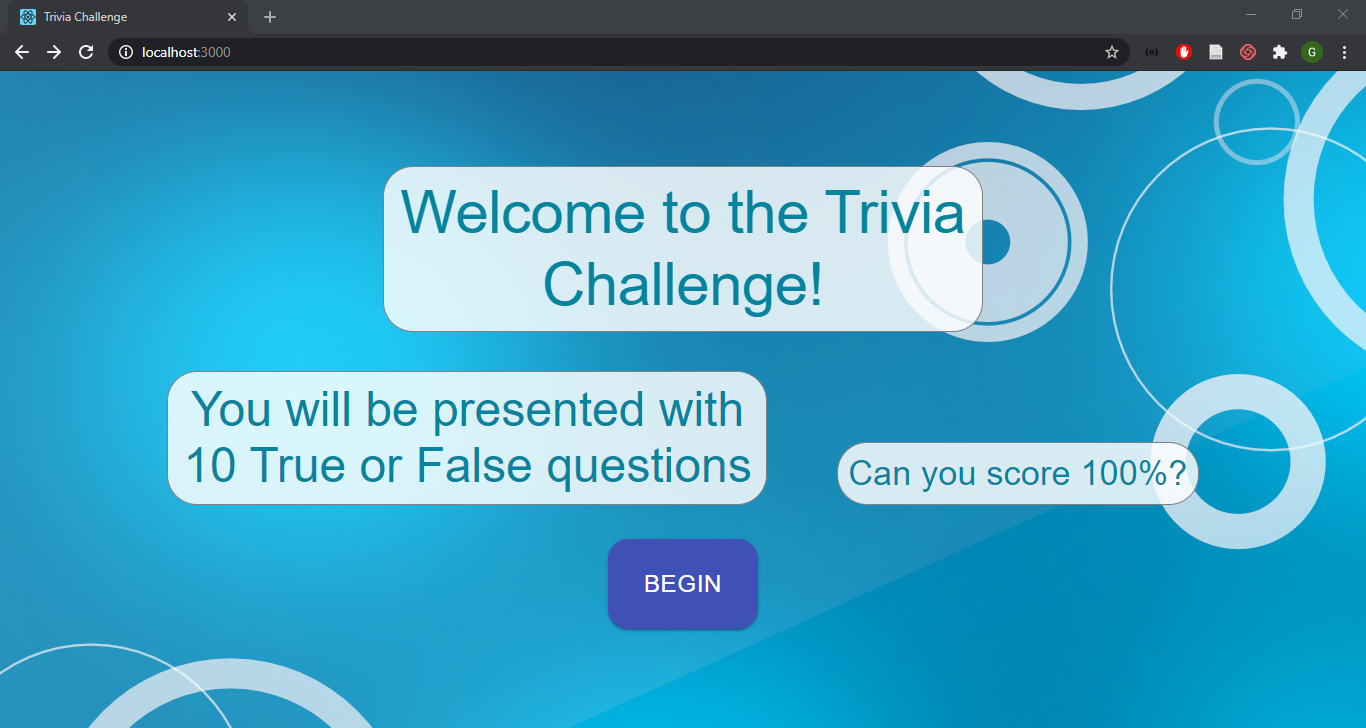 Trivia Challenge
localhost:3000
G
Welcome to the Trivia
Challenge!
You will be presented with
10 True or False questions
Can you score 100%?
BEGIN